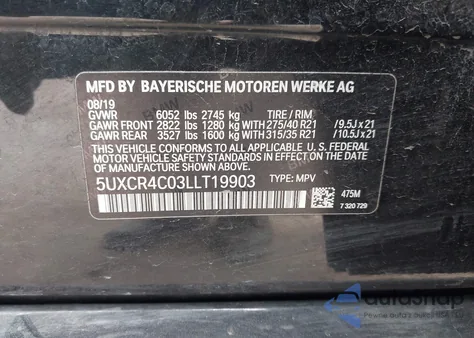 MFD BY BAYERISCHE MOTOREN WERKE AG
08/19
GVWR 6052 lbs 2745 kg TIRE / RIM
GAWR FRONT 2822 lbs 1280 kg 275/40 R21 /9.5J x 21
GAWR REAR 3527 lbs 1600 kg 315/35 R21 /10.5J x 21
THIS VEHICLE CONFORMS TO ALL APPLICABLE
FEDERAL MOTOR VEHICLE SAFETY
STANDARDS IN EFFECT ON THE DATE OF
MANUFACTURE SHOWN ABOVE.
5UXCR4C03LLT19903 TYPE: MPV
475M
7 320 729
autosnap